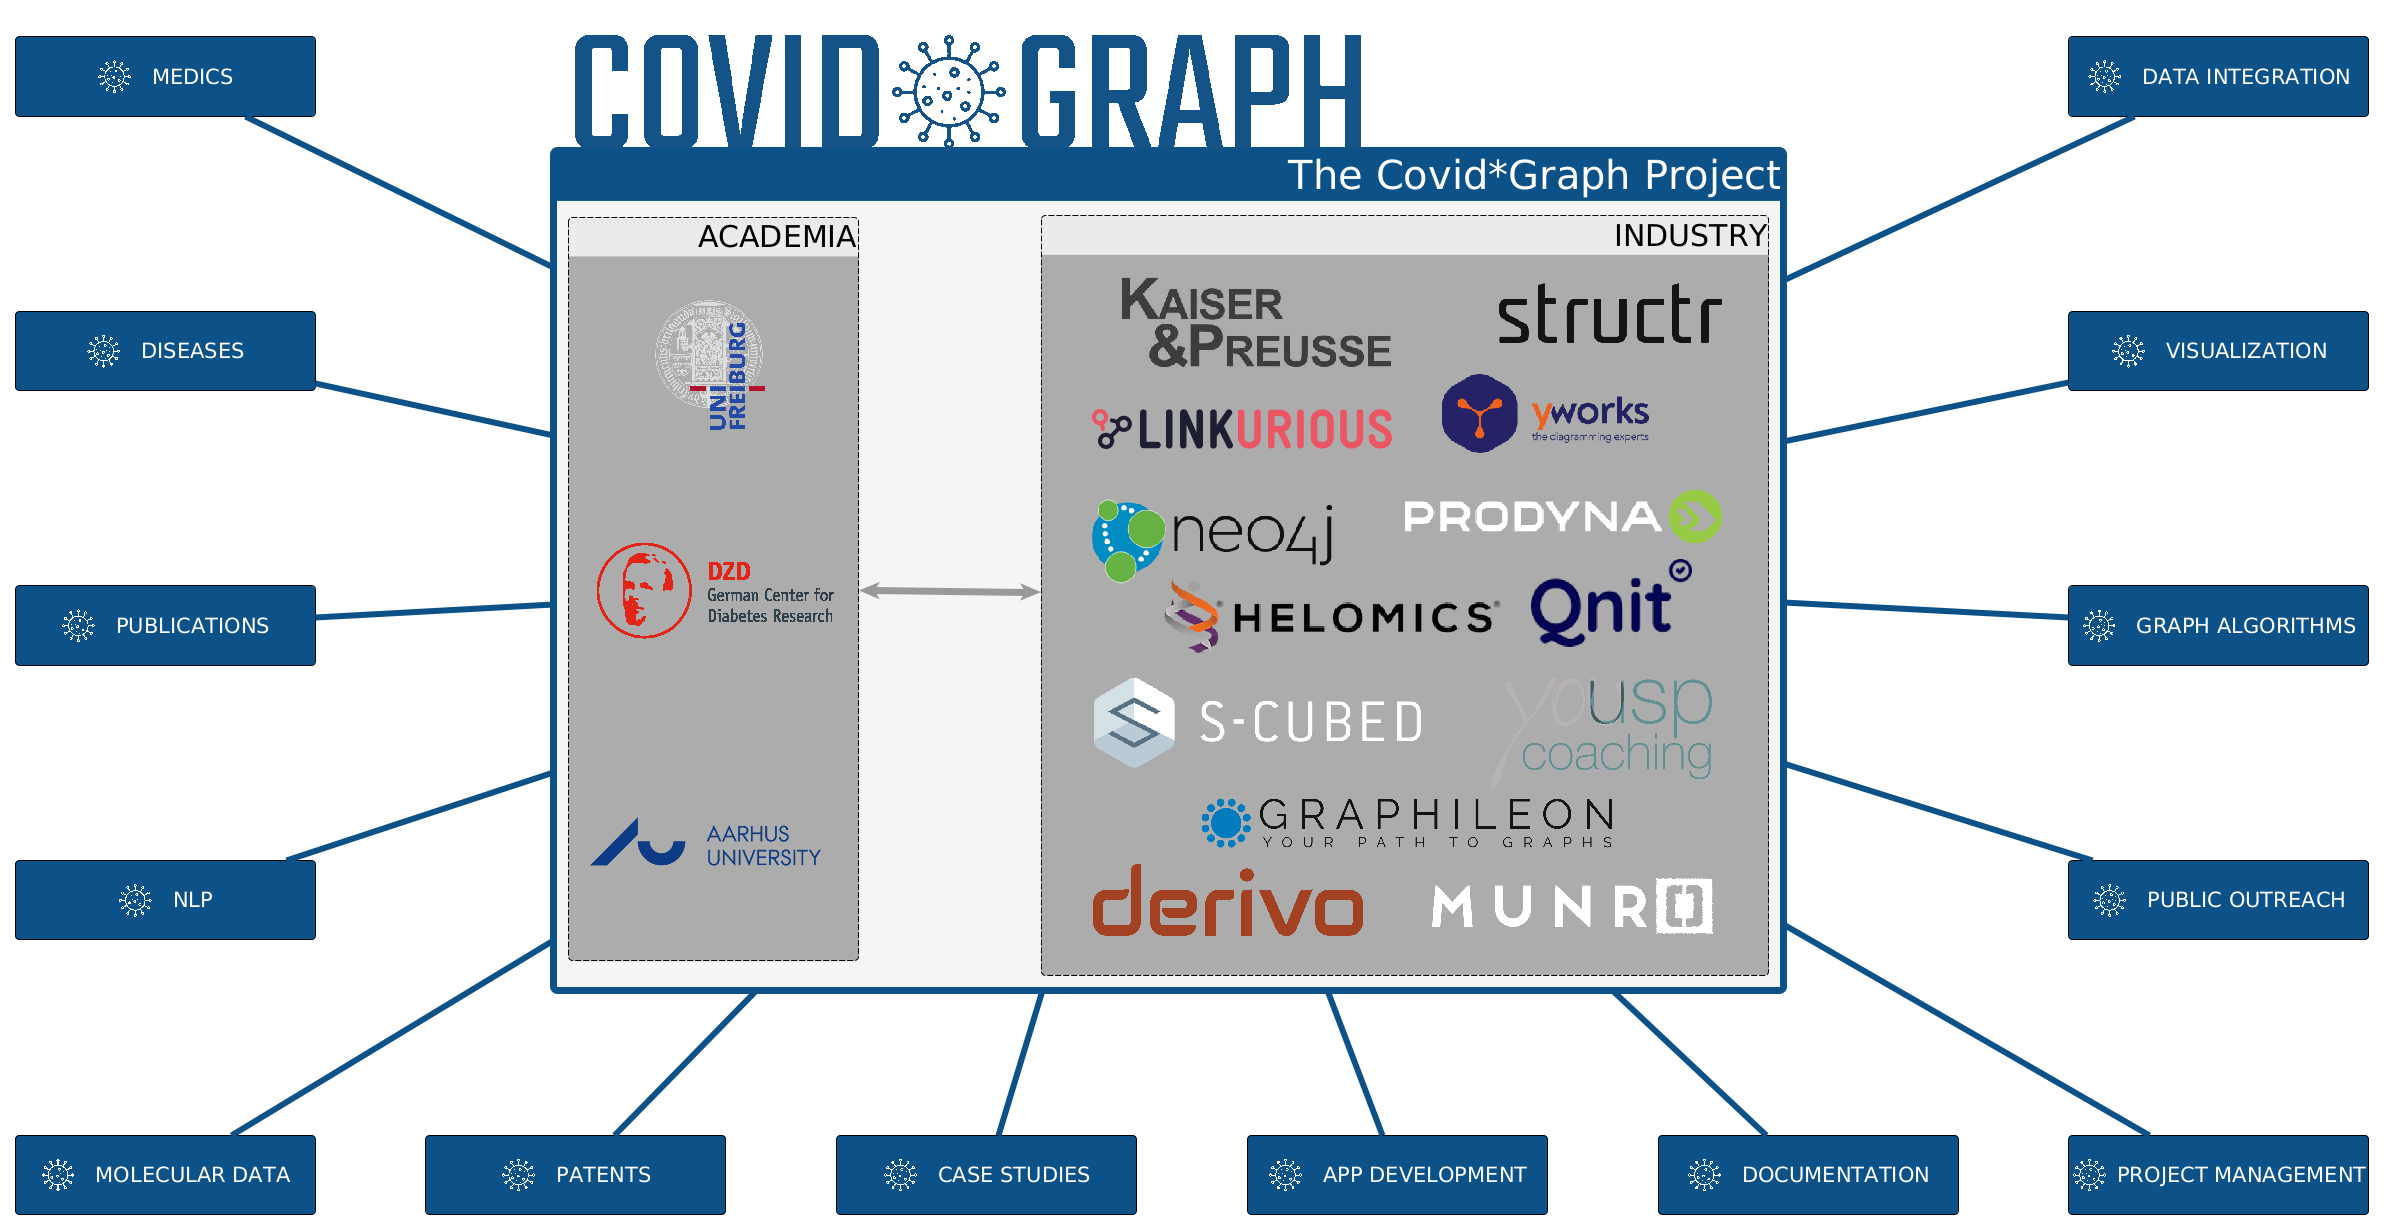 COVID GRAPH
The Covid*Graph Project
MEDICS
DISEASES
PUBLICATIONS
NLP
MOLECULAR DATA
ACADEMIA
UNI
FREIBURG
DZD
German Center for
Diabetes Research
AARHUS
UNIVERSITY
INDUSTRY
KAISER
&PREUSSE
structr
LINKURIOUS
yworks
the diagramming experts
neo4j
PRODYNA
HELOMICS®
Qnit
S-CUBED
yousp
coaching
GRAPHILEON
YOUR PATH TO GRAPHS
derivo
MUNRO
DATA INTEGRATION
VISUALIZATION
GRAPH ALGORITHMS
PUBLIC OUTREACH
PATENTS
CASE STUDIES
APP DEVELOPMENT
DOCUMENTATION
PROJECT MANAGEMENT